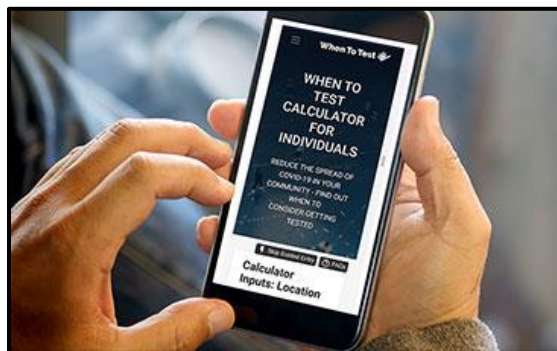 When To Test
WHEN TO
TEST
CALCULATOR
FOR
INDIVIDUALS
REDUCE THE SPREAD OF
COVID-19 IN YOUR
COMMUNITY - FIND OUT
WHEN TO
CONSIDER GETTING
TESTED
Skip Guided Entry FAQs
Calculator
Inputs: Location